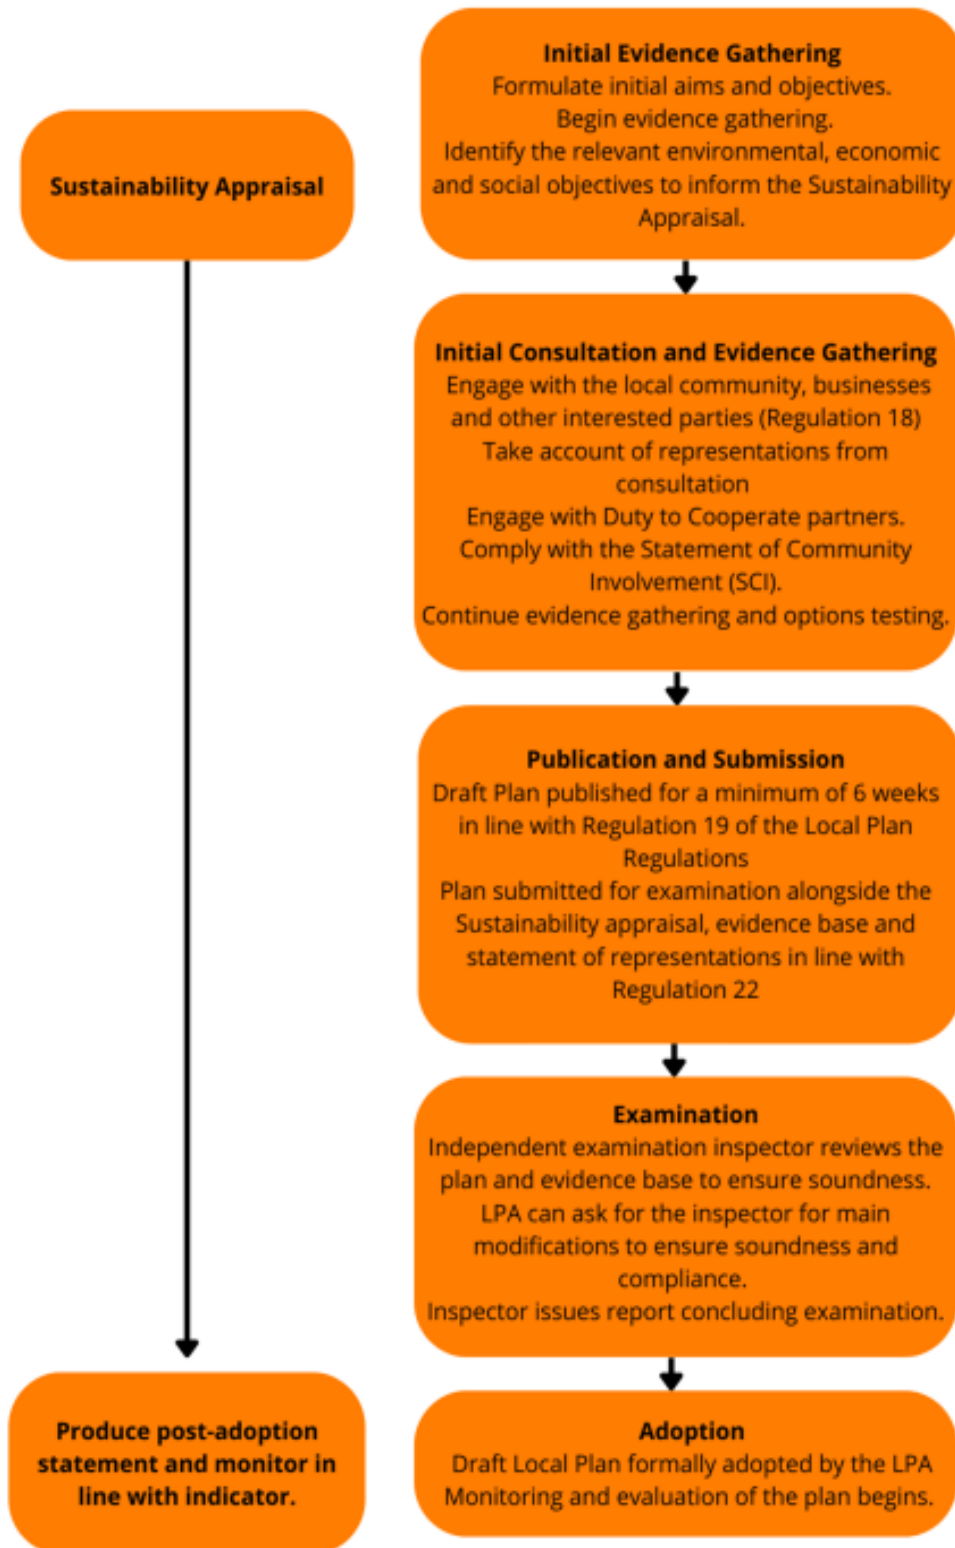 Sustainability Appraisal
Produce post-adoption
statement and monitor in
line with indicator.
Initial Evidence Gathering
Formulate initial aims and objectives.
Begin evidence gathering.
Identify the relevant environmental, economic
and social objectives to inform the Sustainability
Appraisal.
Initial Consultation and Evidence Gathering
Engage with the local community, businesses
and other interested parties (Regulation 18)
Take account of representations from
consultation
Engage with Duty to Cooperate partners.
Comply with the Statement of Community
Involvement (SCI).
Continue evidence gathering and options testing.
Publication and Submission
Draft Plan published for a minimum of 6 weeks
in line with Regulation 19 of the Local Plan
Regulations
Plan submitted for examination alongside the
Sustainability appraisal, evidence base and
statement of representations in line with
Regulation 22
Examination
Independent examination inspector reviews the
plan and evidence base to ensure soundness.
LPA can ask for the inspector for main
modifications to ensure soundness and
compliance.
Inspector issues report concluding examination.
Adoption
Draft Local Plan formally adopted by the LPA
Monitoring and evaluation of the plan begins.